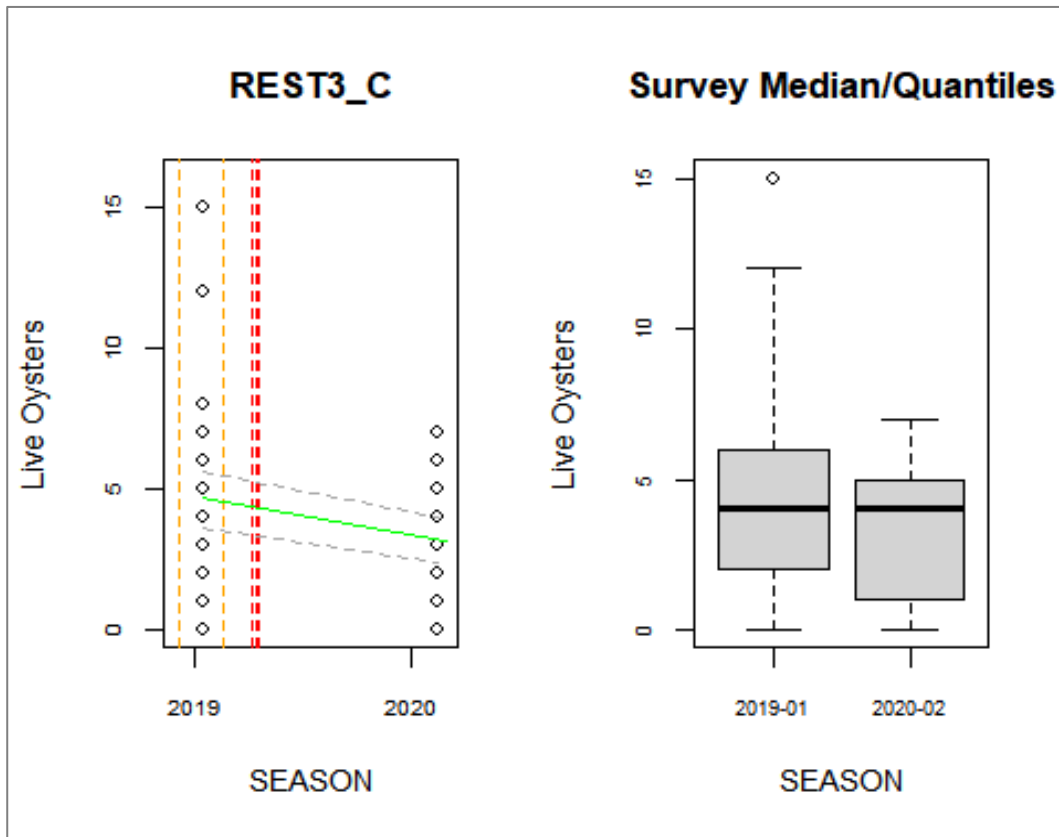 REST3_C
Live Oysters
15
10
5
0
2019 2020
SEASON
Survey Median/Quantiles
Live Oysters
15
10
5
0
2019-01 2020-02
SEASON